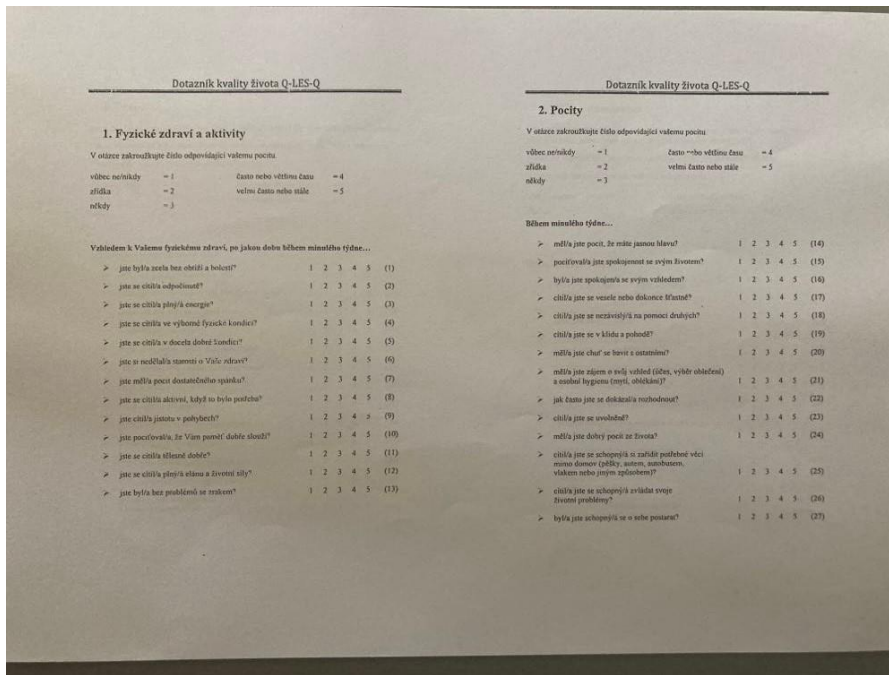 Dotazník kvality života Q-LES-Q
1. Fyzické zdraví a aktivity
V otázce zakroužkujte číslo odpovídající vašemu pocitu
vůbec ne/nikdy = 1 často nebo většinu času = 4
zřídka = 2 velmi často nebo stále = 5
někdy = 3
Vzhledem k Vašemu fyzickému zdraví, po jakou dobu během minulého týdne...
➢ jste byl/a zcela bez obtíží a bolestí? 1 2 3 4 5 (1)
➢ jste se cítil/a odpočinutě? 1 2 3 4 5 (2)
➢ jste se cítil/a plný/á energie? 1 2 3 4 5 (3)
➢ jste se cítil/a ve výborné fyzické kondici? 1 2 3 4 5 (4)
➢ jste se cítil/a v docela dobré kondici? 1 2 3 4 5 (5)
➢ jste si nedělal/a starosti o Vaše zdraví? 1 2 3 4 5 (6)
➢ jste měl/a pocit dostatečného spánku? 1 2 3 4 5 (7)
➢ jste se cítil/a aktivní, když to bylo potřeba? 1 2 3 4 5 (8)
➢ jste cítil/a jistotu v pohybech? 1 2 3 4 5 (9)
➢ jste pociťoval/a, že Vám paměť dobře slouží? 1 2 3 4 5 (10)
➢ jste se cítil/a tělesně dobře? 1 2 3 4 5 (11)
➢ jste se cítil/a plný/á elánu a životní síly? 1 2 3 4 5 (12)
➢ jste byl/a bez problémů se zrakem? 1 2 3 4 5 (13)
Dotazník kvality života Q-LES-Q
2. Pocity
V otázce zakroužkujte číslo odpovídající vašemu pocitu
vůbec ne/nikdy = 1 často nebo většinu času = 4
zřídka = 2 velmi často nebo stále = 5
někdy = 3
Během minulého týdne...
➢ měl/a jste pocit, že máte jasnou hlavu? 1 2 3 4 5 (14)
➢ pociťoval/a jste spokojenost se svým životem? 1 2 3 4 5 (15)
➢ byl/a jste spokojen/a se svým vzhledem? 1 2 3 4 5 (16)
➢ cítil/a jste se vesele nebo dokonce šťastně? 1 2 3 4 5 (17)
➢ cítil/a jste se nezávislý/á na pomoci druhých? 1 2 3 4 5 (18)
➢ cítil/a jste se v klidu a pohodě? 1 2 3 4 5 (19)
➢ měl/a jste chuť se bavit s ostatními? 1 2 3 4 5 (20)
➢ měl/a jste zájem o svůj vzhled (účes, výběr oblečení)
a osobní hygienu (mytí, oblékání)? 1 2 3 4 5 (21)
➢ jak často jste se dokázal/a rozhodnout? 1 2 3 4 5 (22)
➢ cítil/a jste se uvolněně? 1 2 3 4 5 (23)
➢ měl/a jste dobrý pocit ze života? 1 2 3 4 5 (24)
➢ cítil/a jste se schopný/á si zařídit potřebné věci
mimo domov (pěšky, autem, autobusem,
vlakem nebo jiným způsobem)? 1 2 3 4 5 (25)
➢ cítil/a jste se schopný/á zvládat svoje
životní problémy? 1 2 3 4 5 (26)
➢ byl/a jste schopný/á se o sebe postarat? 1 2 3 4 5 (27)